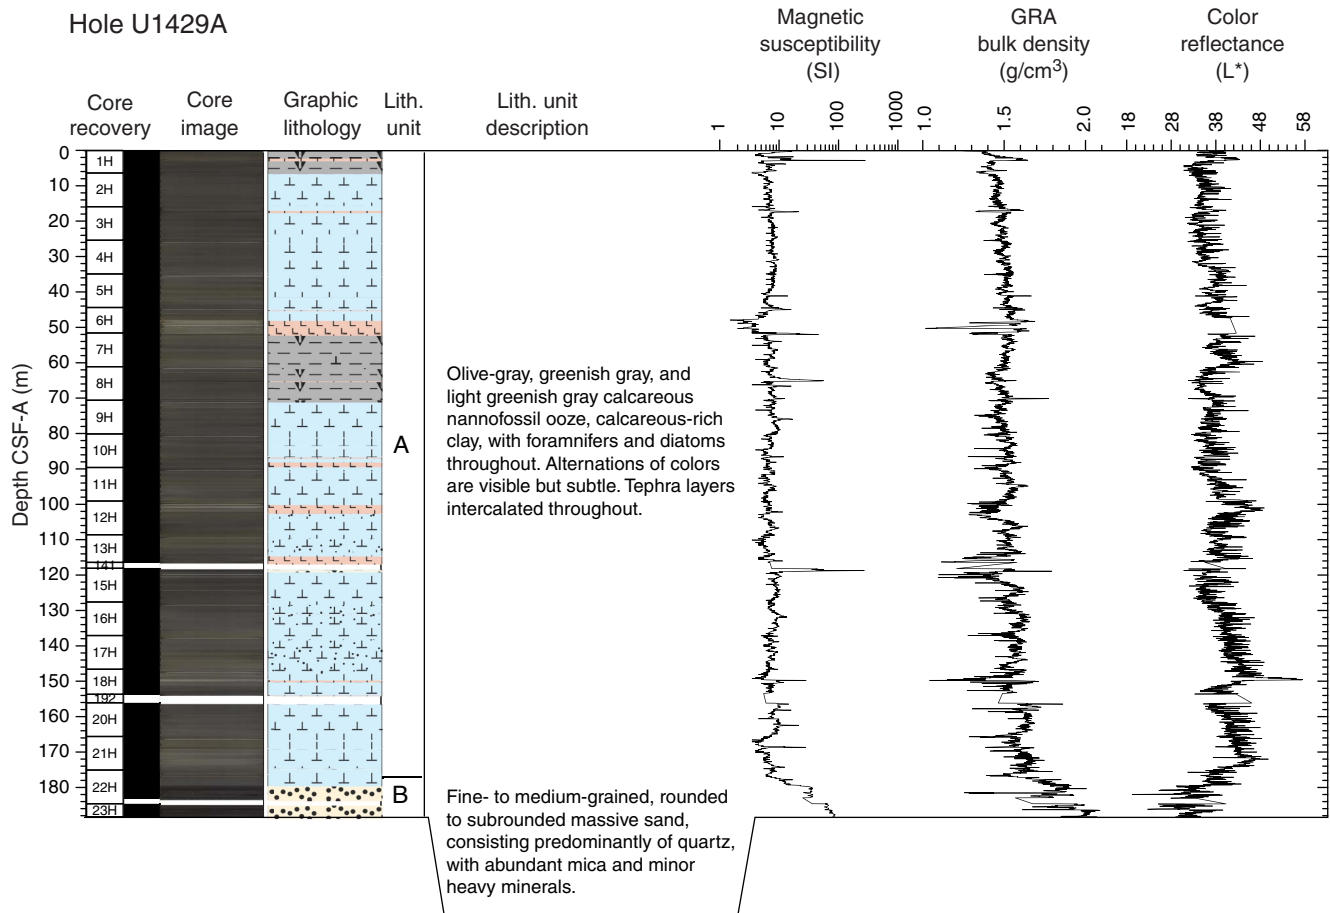 Hole U1429A
Magnetic
susceptibility
(SI)
GRA
bulk density
(g/cm3)
Color
reflectance
(L*)
Core
recovery
Core
image
Graphic
lithology
Lith.
unit
Lith. unit
description
1
10
100
1000
1.0
1.5
2.0
18
28
38
48
58
Depth CSF-A (m)
0
10
20
30
40
50
60
70
80
90
100
110
120
130
140
150
160
170
180
1H
2H
3H
4H
5H
6H
7H
8H
9H
10H
11H
12H
13H
141
15H
16H
17H
18H
192
20H
21H
22H
23H
A
B
Olive-gray, greenish gray, and
light greenish gray calcareous
nannofossil ooze, calcareous-rich
clay, with foramnifers and diatoms
throughout. Alternations of colors
are visible but subtle. Tephra layers
intercalated throughout.
Fine- to medium-grained, rounded
to subrounded massive sand,
consisting predominantly of quartz,
with abundant mica and minor
heavy minerals.